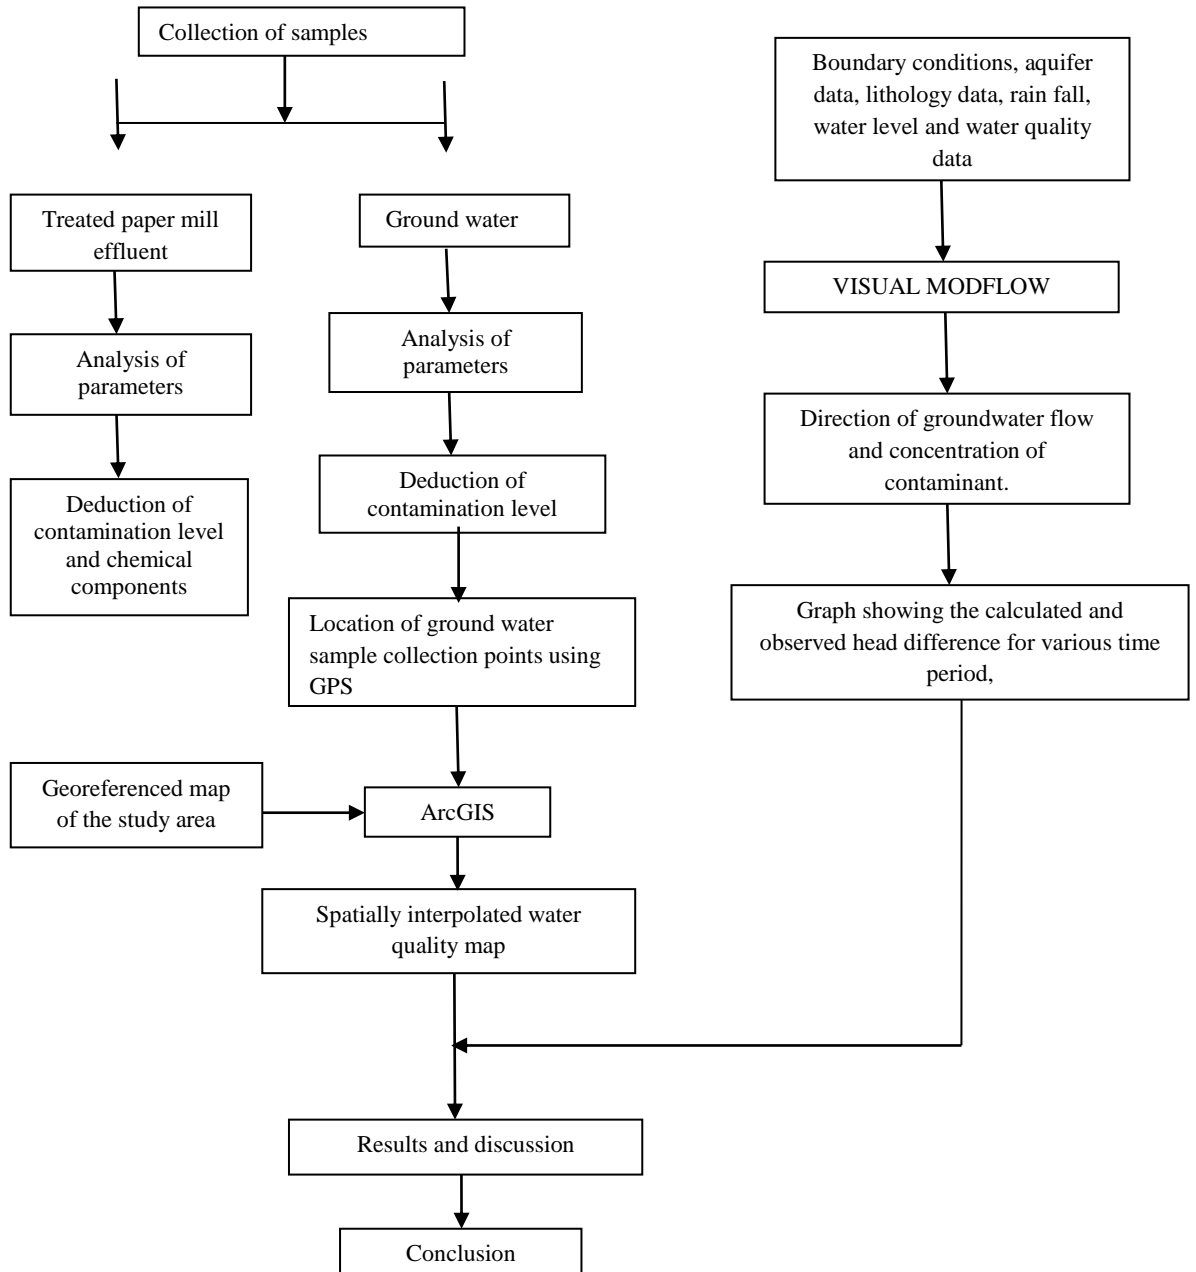 Collection of samples
Treated paper mill
effluent
Analysis of
parameters
Deduction of
contamination level
and chemical
components
Ground water
Analysis of
parameters
Deduction of
contamination level
Location of ground water
sample collection points using
GPS
Georeferenced map
of the study area
ArcGIS
Spatially interpolated water
quality map
Boundary conditions, aquifer
data, lithology data, rain fall,
water level and water quality
data
VISUAL MODFLOW
Direction of groundwater flow
and concentration of
contaminant.
Graph showing the calculated and
observed head difference for various time
period,
Results and discussion
Conclusion